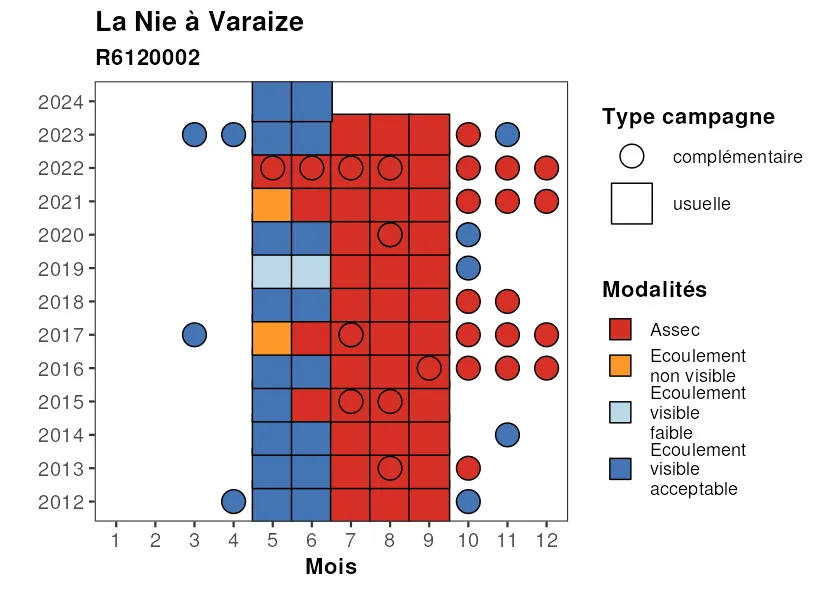 La Nie à Varaize
R6120002
2024
2023
2022
2021
2020
2019
2018
2017
2016
2015
2014
2013
2012
1 2 3 4 5 6 7 8 9 10 11 12
Mois
Type campagne
complémentaire
usuelle
Modalités
Assec
Ecoulement
non visible
Ecoulement
visible
faible
Ecoulement
visible
acceptable